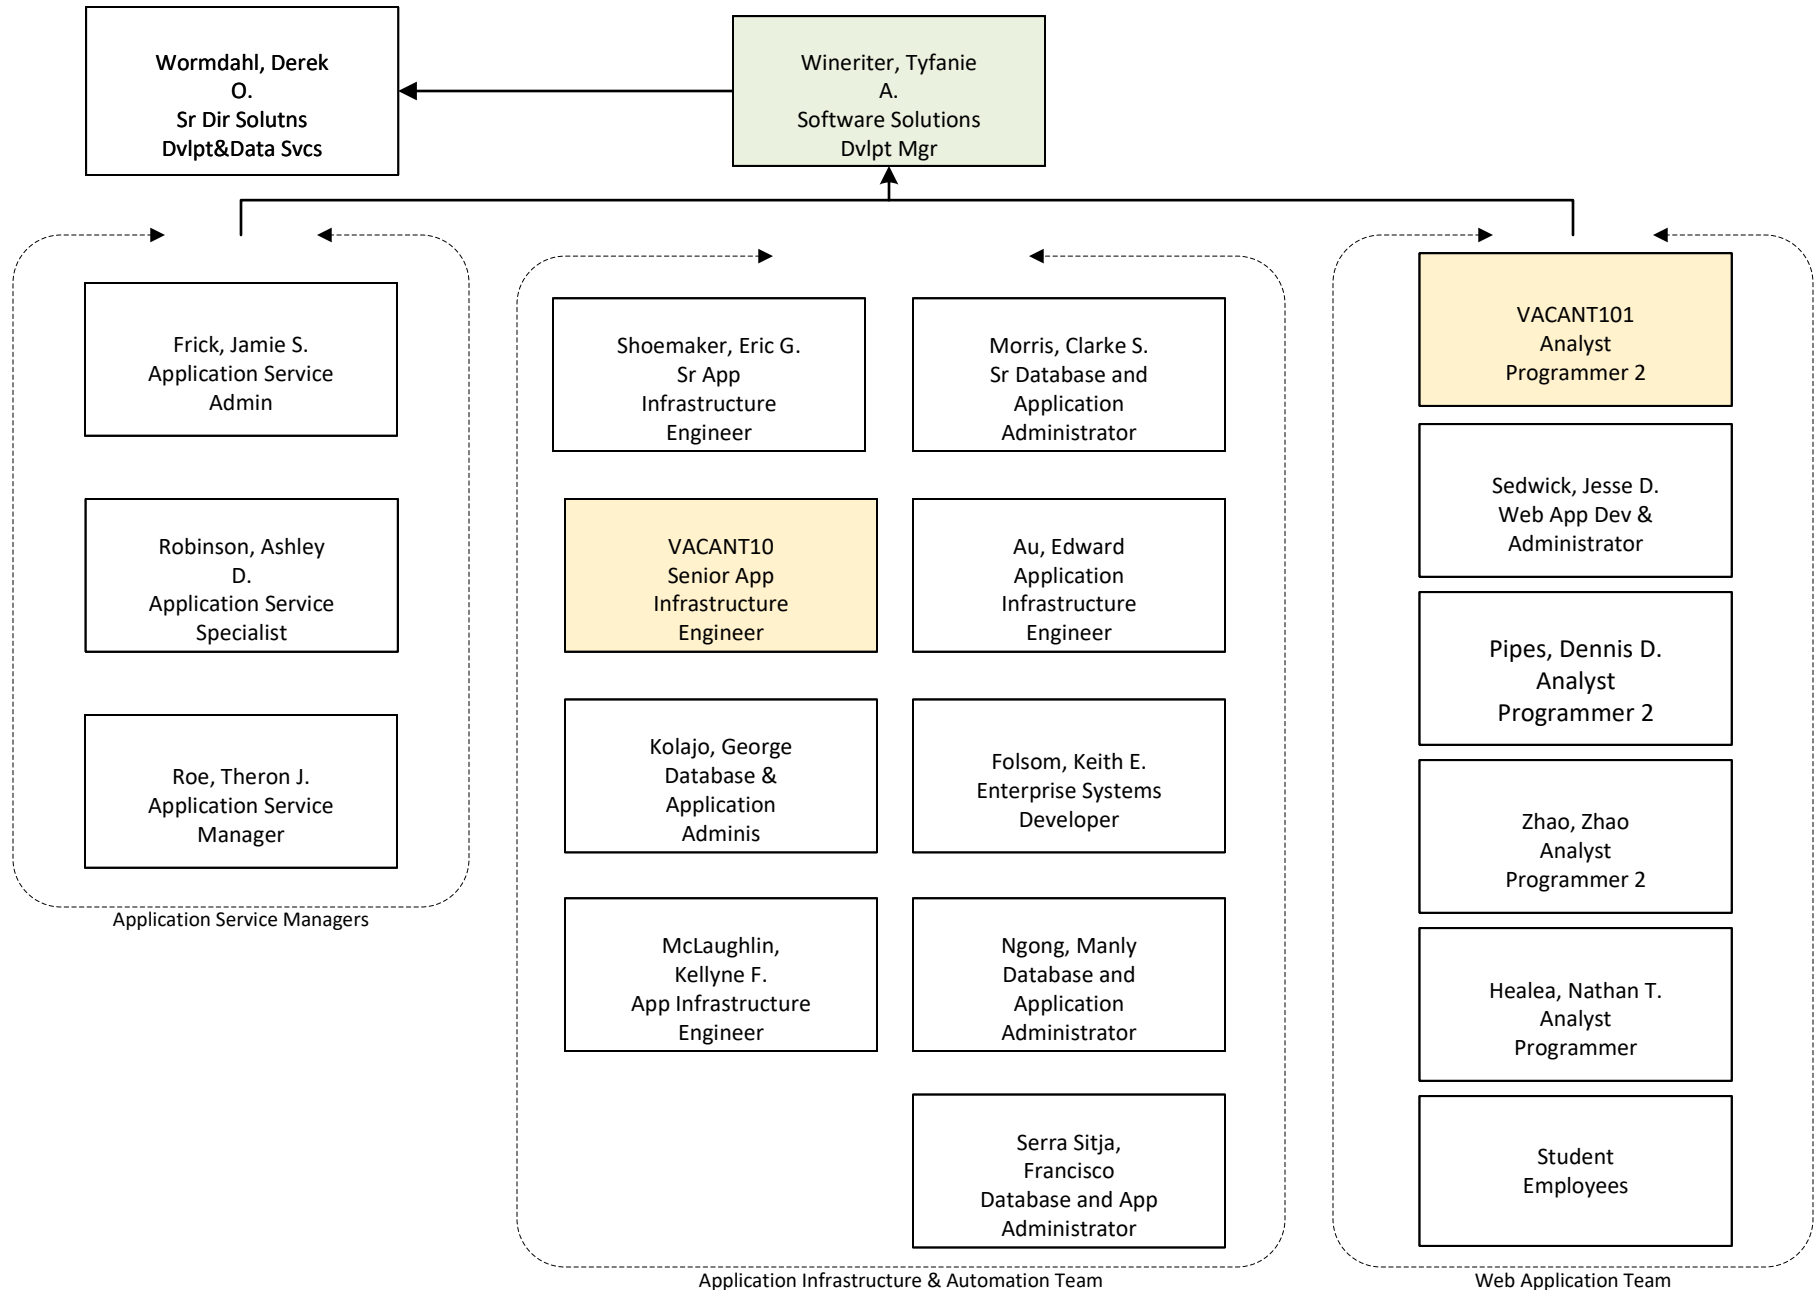 Wormdahl, Derek
O.
Sr Dir Solutns
Dvlpt&Data Svcs
Wineriter, Tyfanie
A.
Software Solutions
Dvlpt Mgr
Frick, Jamie S.
Application Service
Admin
Robinson, Ashley
D.
Application Service
Specialist
Roe, Theron J.
Application Service
Manager
Application Service Managers
Shoemaker, Eric G.
Sr App
Infrastructure
Engineer
Morris, Clarke S.
Sr Database and
Application
Administrator
VACANT10
Senior App
Infrastructure
Engineer
Au, Edward
Application
Infrastructure
Engineer
Kolajo, George
Database &
Application
Adminis
Folsom, Keith E.
Enterprise Systems
Developer
McLaughlin,
Kellyne F.
App Infrastructure
Engineer
Ngong, Manly
Database and
Application
Administrator
Serra Sitja,
Francisco
Database and App
Administrator
Application Infrastructure & Automation Team
VACANT101
Analyst
Programmer 2
Sedwick, Jesse D.
Web App Dev &
Administrator
Pipes, Dennis D.
Analyst
Programmer 2
Zhao, Zhao
Analyst
Programmer 2
Healea, Nathan T.
Analyst
Programmer
Student
Employees
Web Application Team